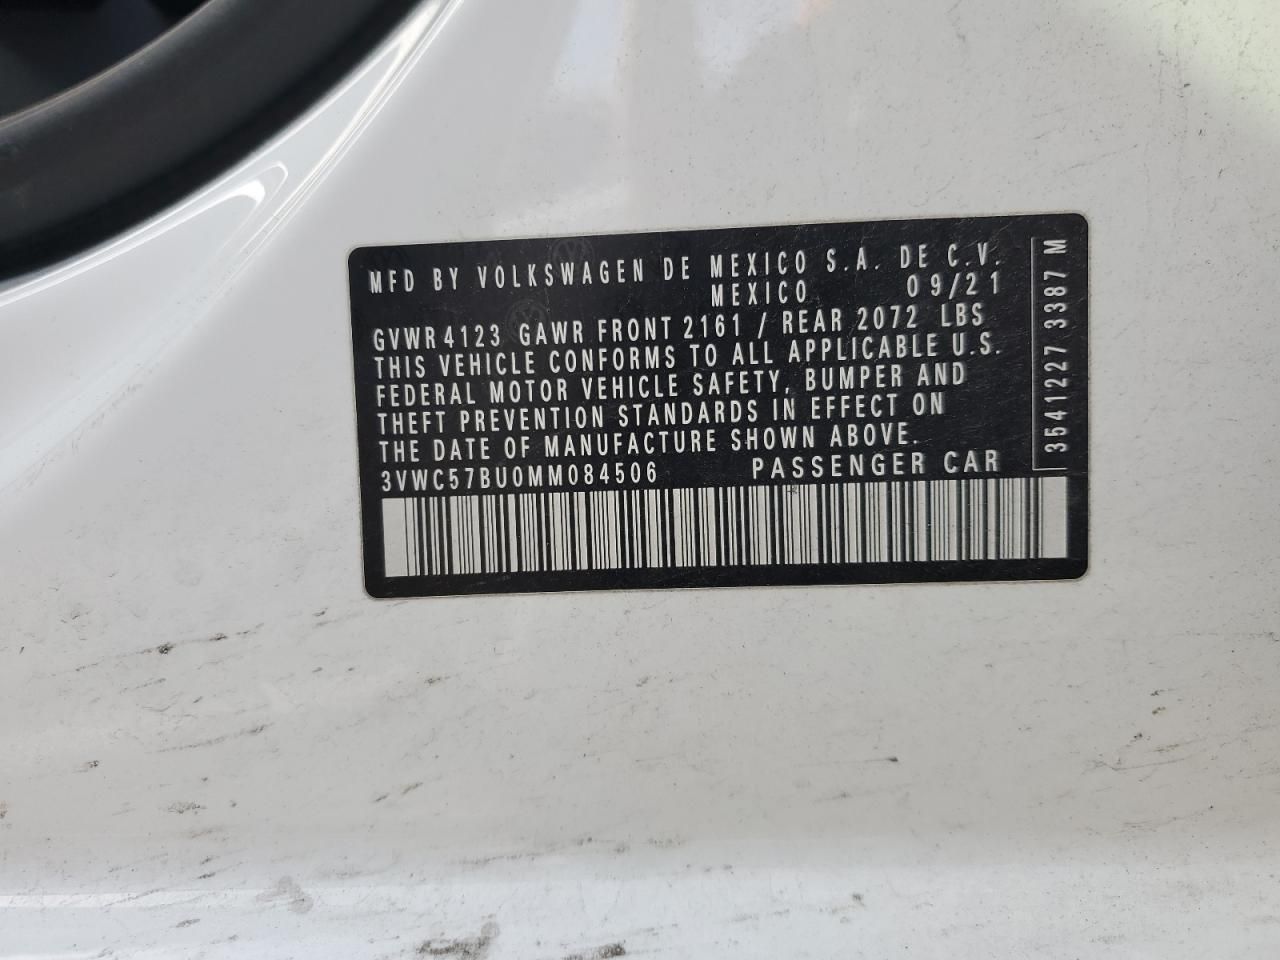 MFD BY VOLKSWAGEN DE MEXICO S.A. DE C.V.
MEXICO 09/21
GVWR 4123 GAWR FRONT 2161 / REAR 2072 LBS
THIS VEHICLE CONFORMS TO ALL APPLICABLE U.S.
FEDERAL MOTOR VEHICLE SAFETY, BUMPER AND
THEFT PREVENTION STANDARDS IN EFFECT ON
THE DATE OF MANUFACTURE SHOWN ABOVE.
3VWC57BU0MM084506 PASSENGER CAR
3541227 3387 M